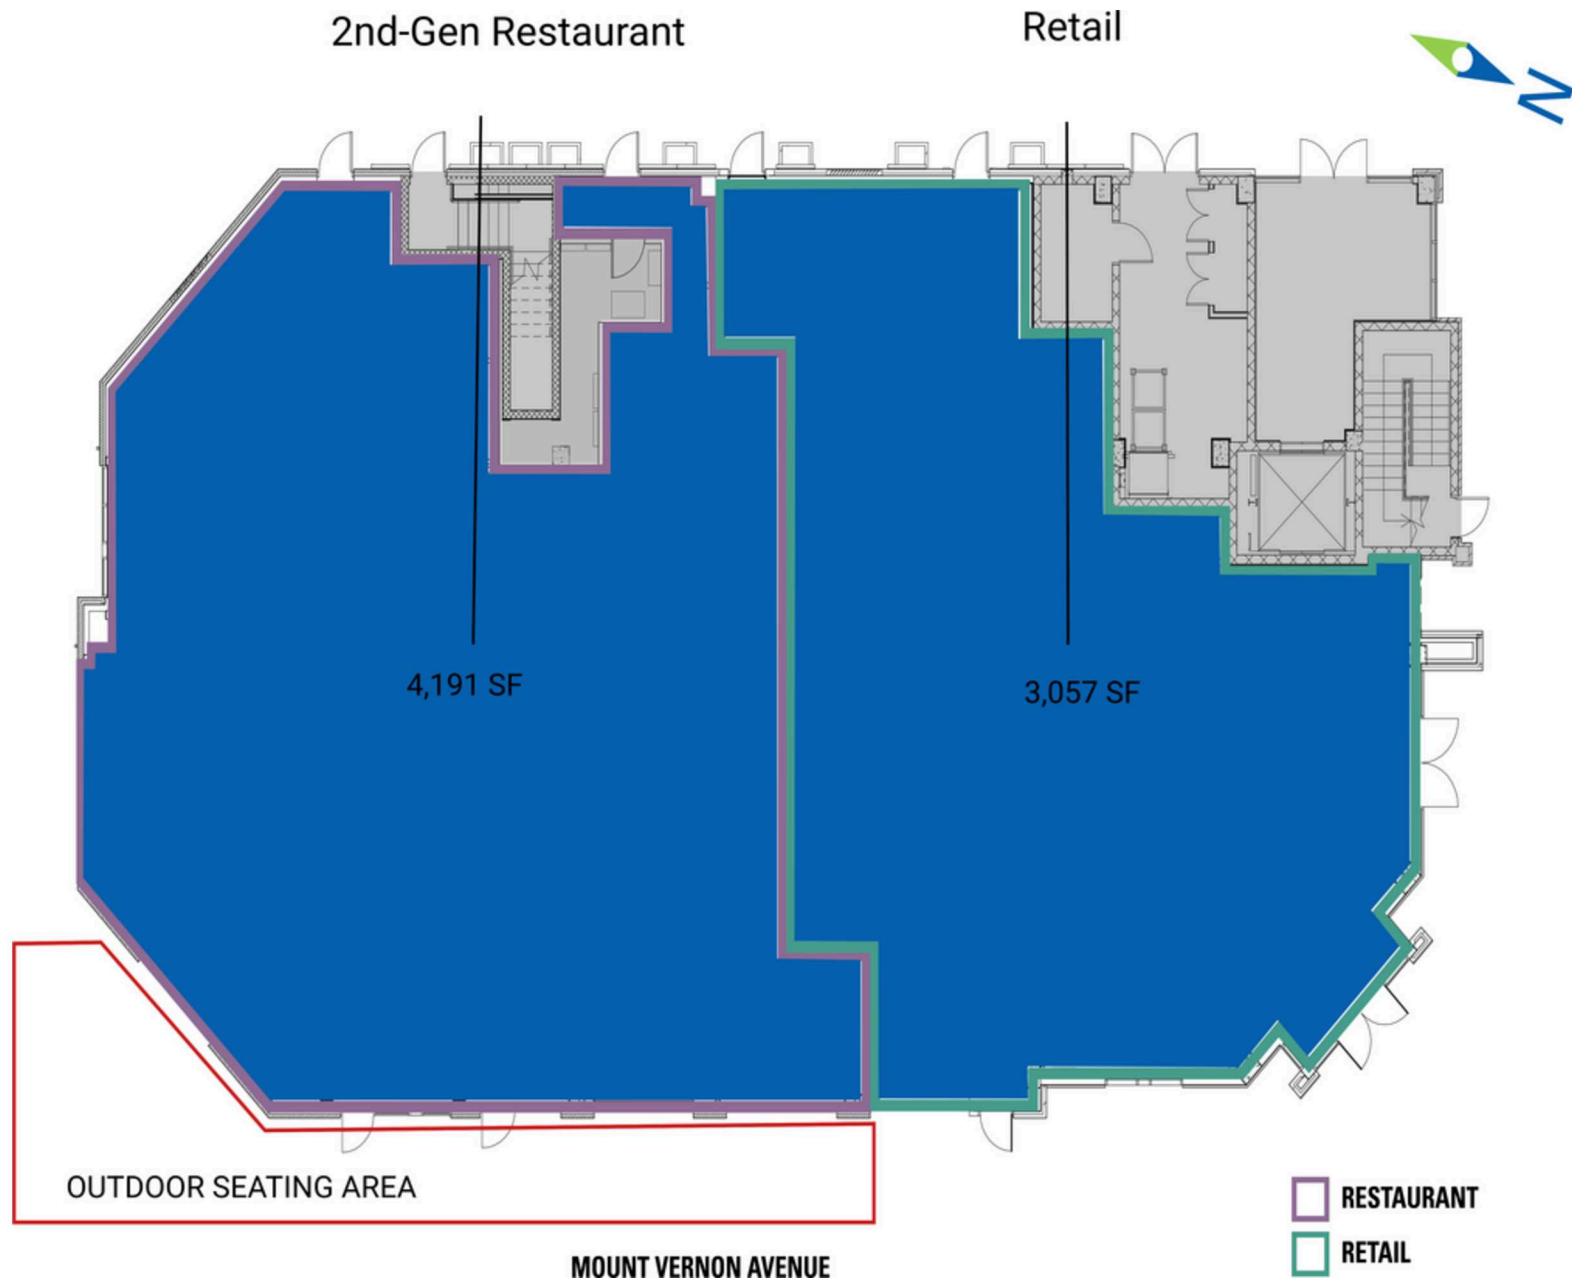 2nd-Gen Restaurant
Retail
N
4,191 SF
3,057 SF
OUTDOOR SEATING AREA
RESTAURANT
RETAIL
MOUNT VERNON AVENUE